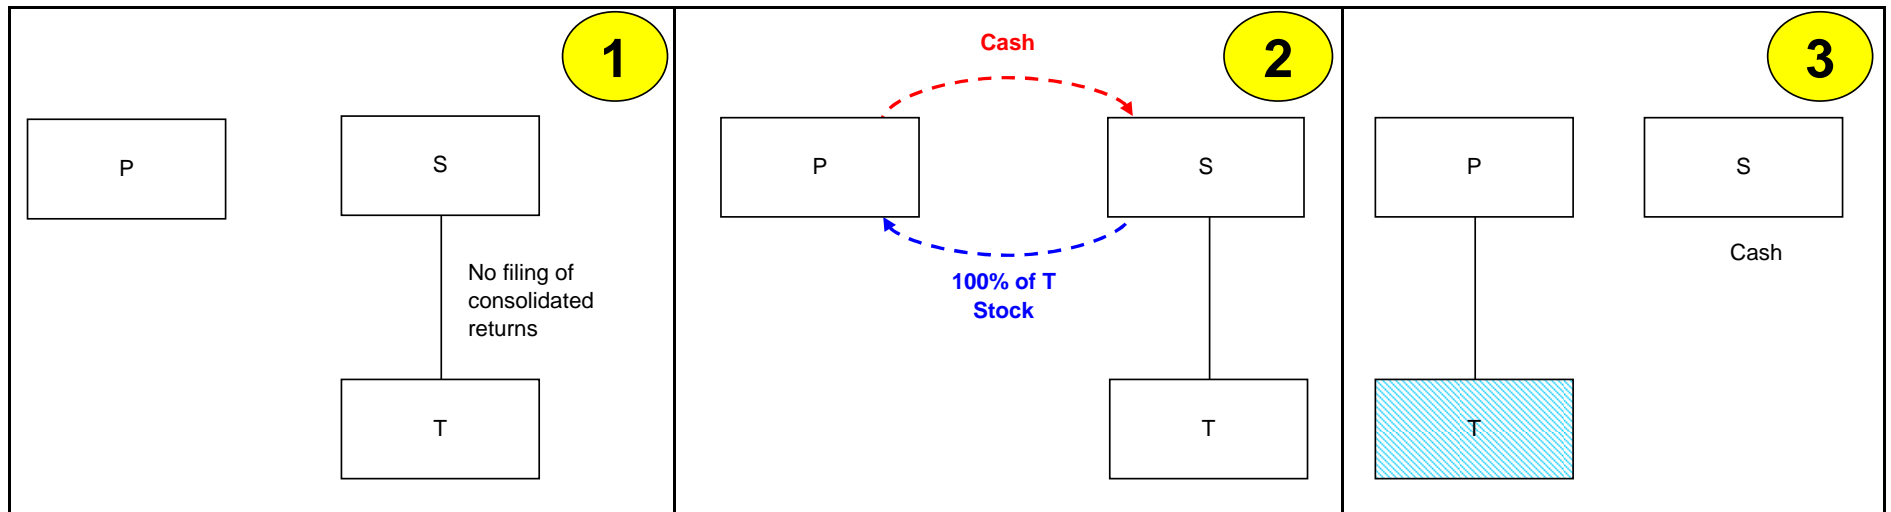 1
P
S
No filing of
consolidated
returns
T
2
Cash
P
S
100% of T
Stock
T
3
P
S
Cash
T